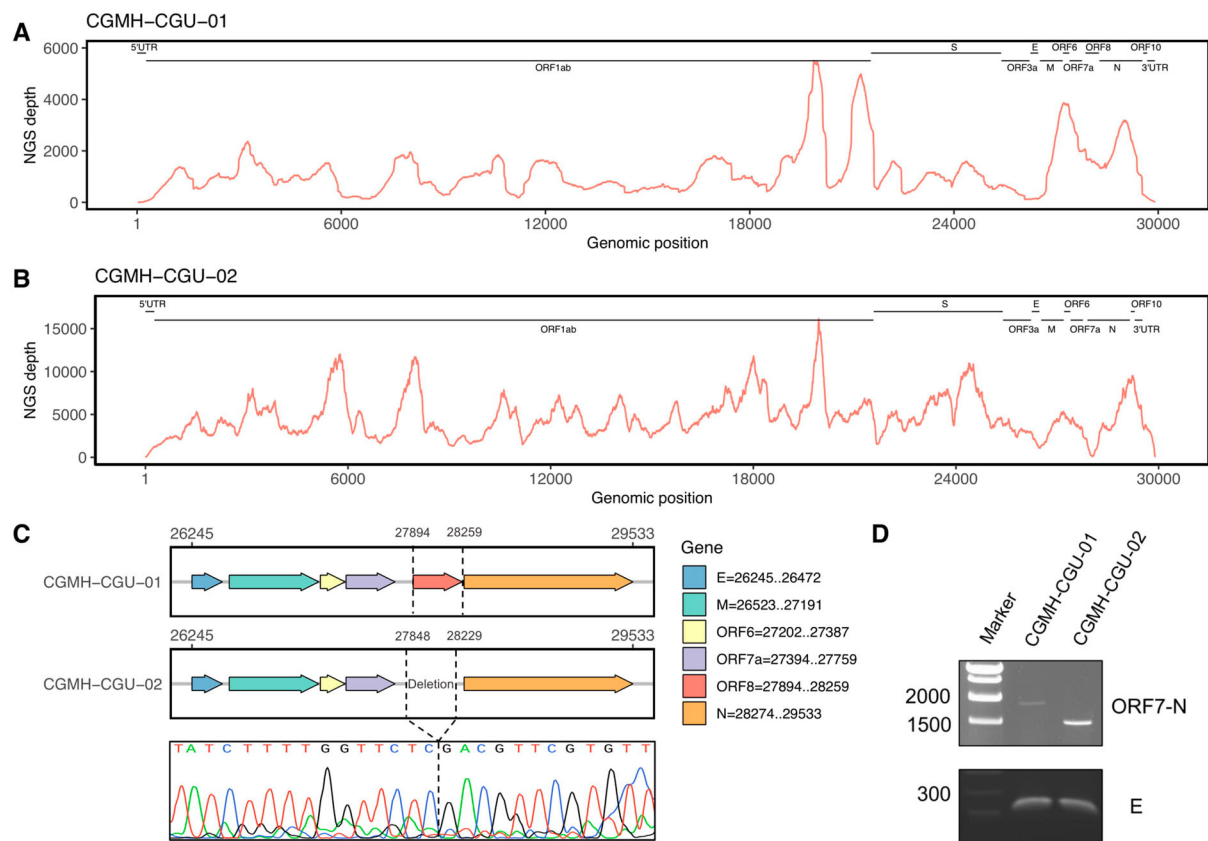 A
CGMH–CGU–01
5'UTR
S
E
ORF6
ORF8
ORF10
ORF1ab
ORF3a
M
ORF7a
N
3'UTR
6000
4000
2000
0
NGS depth
1
6000
12000
18000
24000
30000
Genomic position
B
CGMH–CGU–02
5'UTR
S
E
ORF6
ORF10
ORF1ab
ORF3a
M
ORF7a
N
3'UTR
15000
10000
5000
0
NGS depth
1
6000
12000
18000
24000
30000
Genomic position
C
26245
27894
28259
29533
CGMH–CGU–01
26245
27848
28229
29533
CGMH–CGU–02
Deletion
TATCTTTTGGTTCTCGACGTTCGTGTT
Gene
E=26245..26472
M=26523..27191
ORF6=27202..27387
ORF7a=27394..27759
ORF8=27894..28259
N=28274..29533
D
Marker
CGMH-CGU-01
CGMH-CGU-02
2000
1500
ORF7-N
300
E